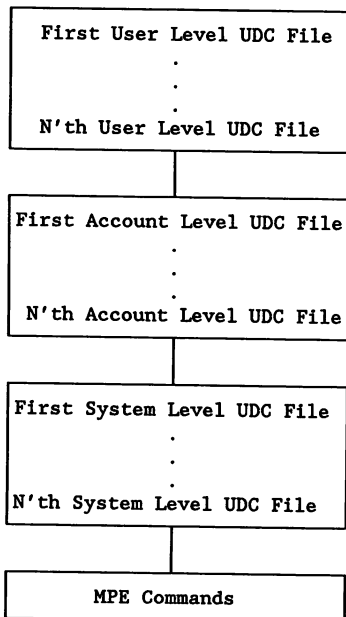 First User Level UDC File
.
.
.
N'th User Level UDC File
First Account Level UDC File
.
.
.
N'th Account Level UDC File
First System Level UDC File
.
.
.
N'th System Level UDC File
MPE Commands